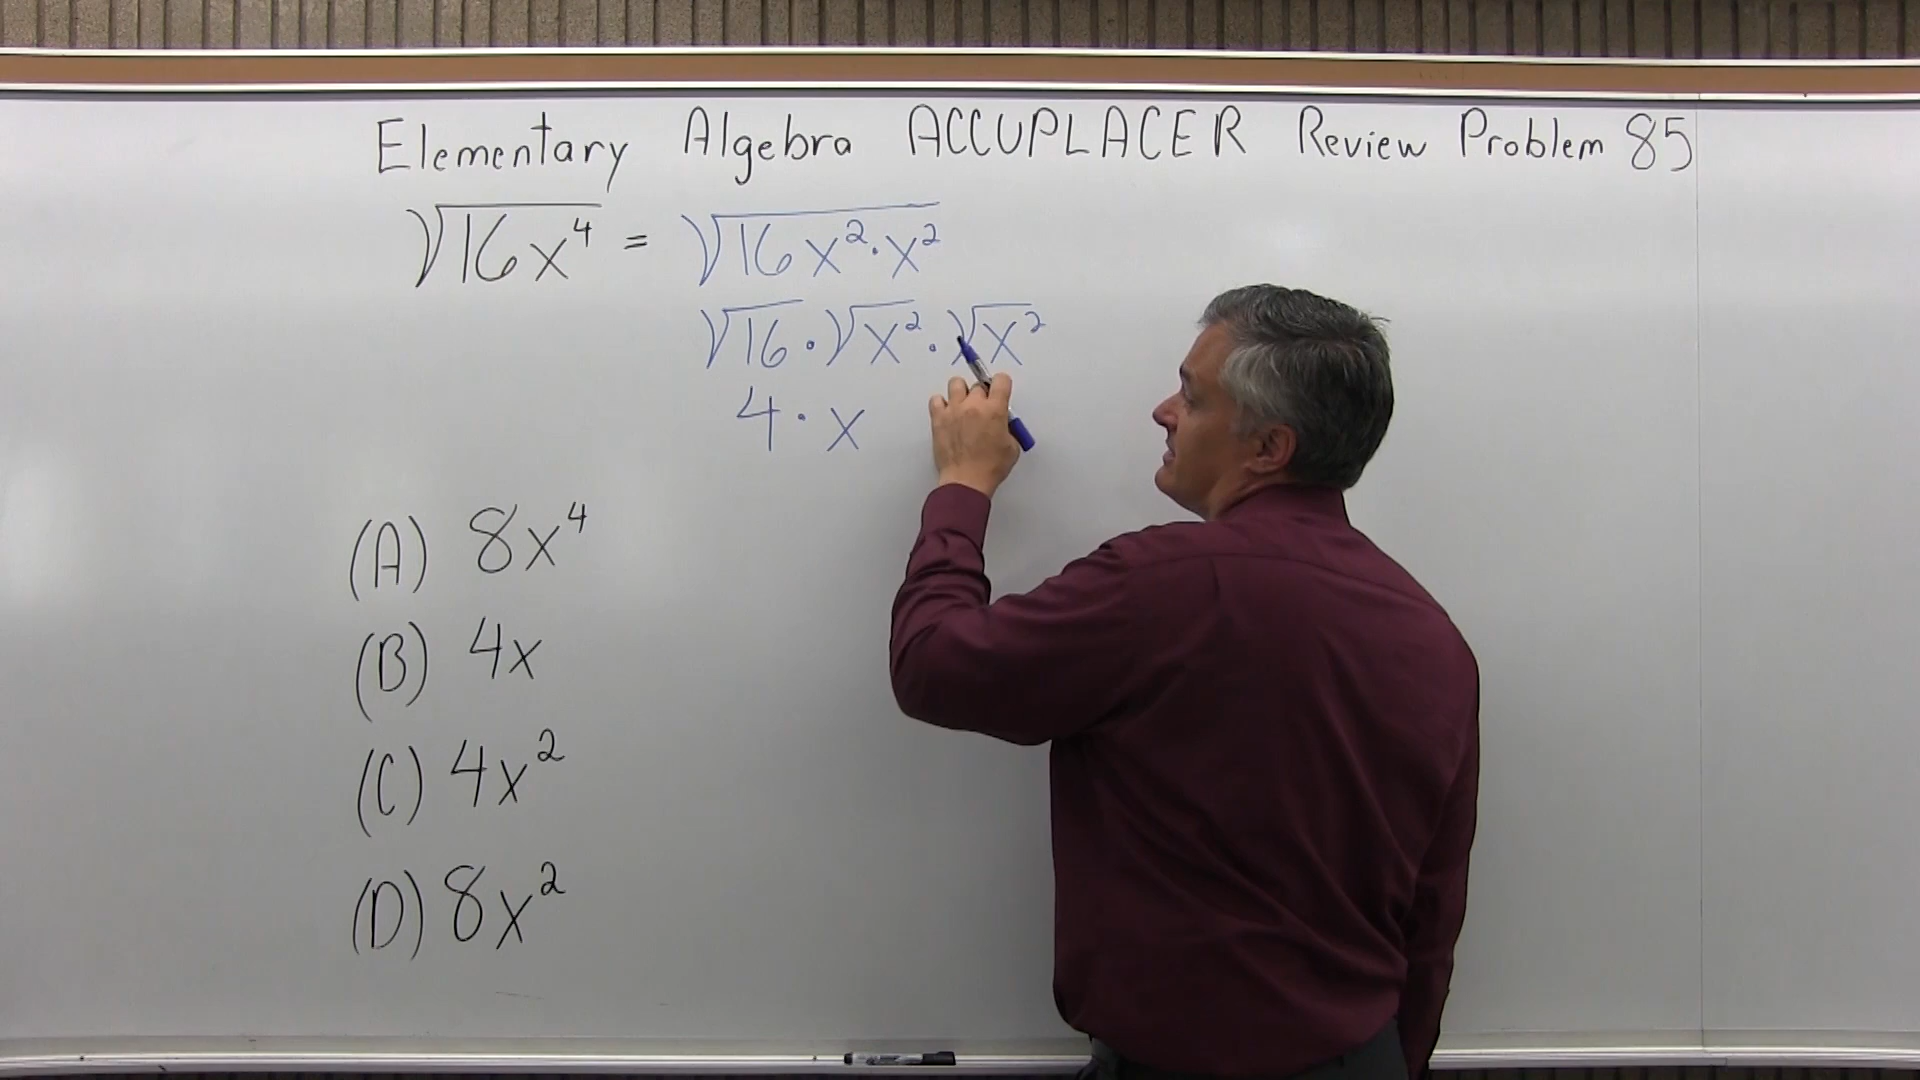 Elementary Algebra ACCUPLACER Review Problem 85
√16x⁴ = √16x²·x²
√16·√x²·√x²
4·x
(A) 8x⁴
(B) 4x
(C) 4x²
(D) 8x²